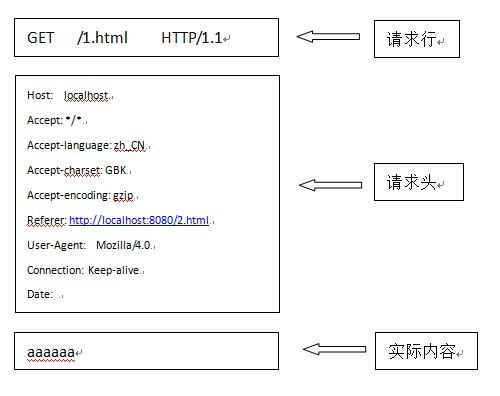 GET /1.html HTTP/1.1
请求行
Host: localhost
Accept: */*
Accept-language: zh_CN
Accept-charset: GBK
Accept-encoding: gzip
Referer: http://localhost:8080/2.html
User-Agent: Mozilla/4.0
Connection: Keep-alive
Date:
请求头
aaaaaa
实际内容